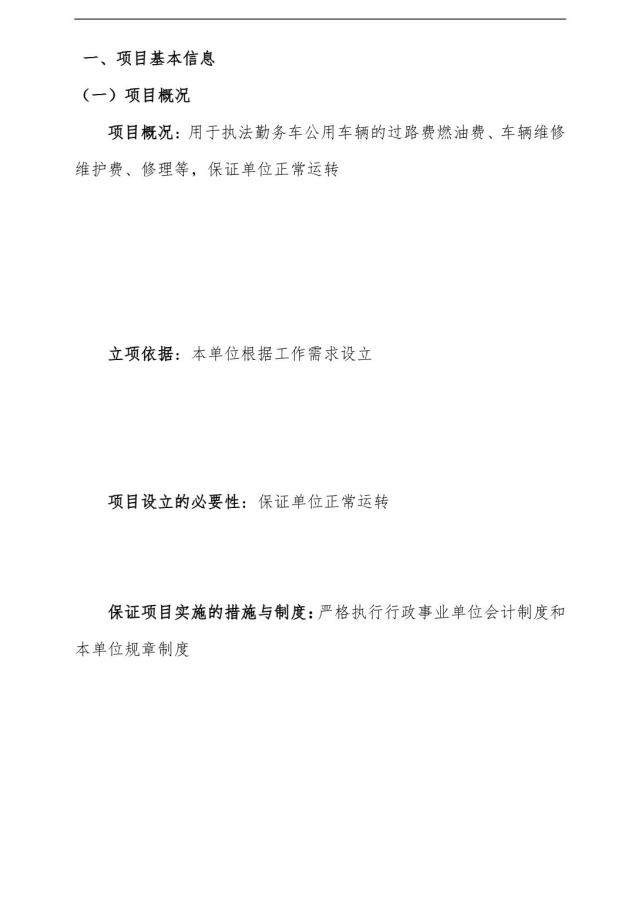 一、项目基本信息
（一）项目概况
项目概况：用于执法勤务车公用车辆的过路费燃油费、车辆维修
维护费、修理等，保证单位正常运转
立项依据：本单位根据工作需求设立
项目设立的必要性：保证单位正常运转
保证项目实施的措施与制度：严格执行行政事业单位会计制度和
本单位规章制度